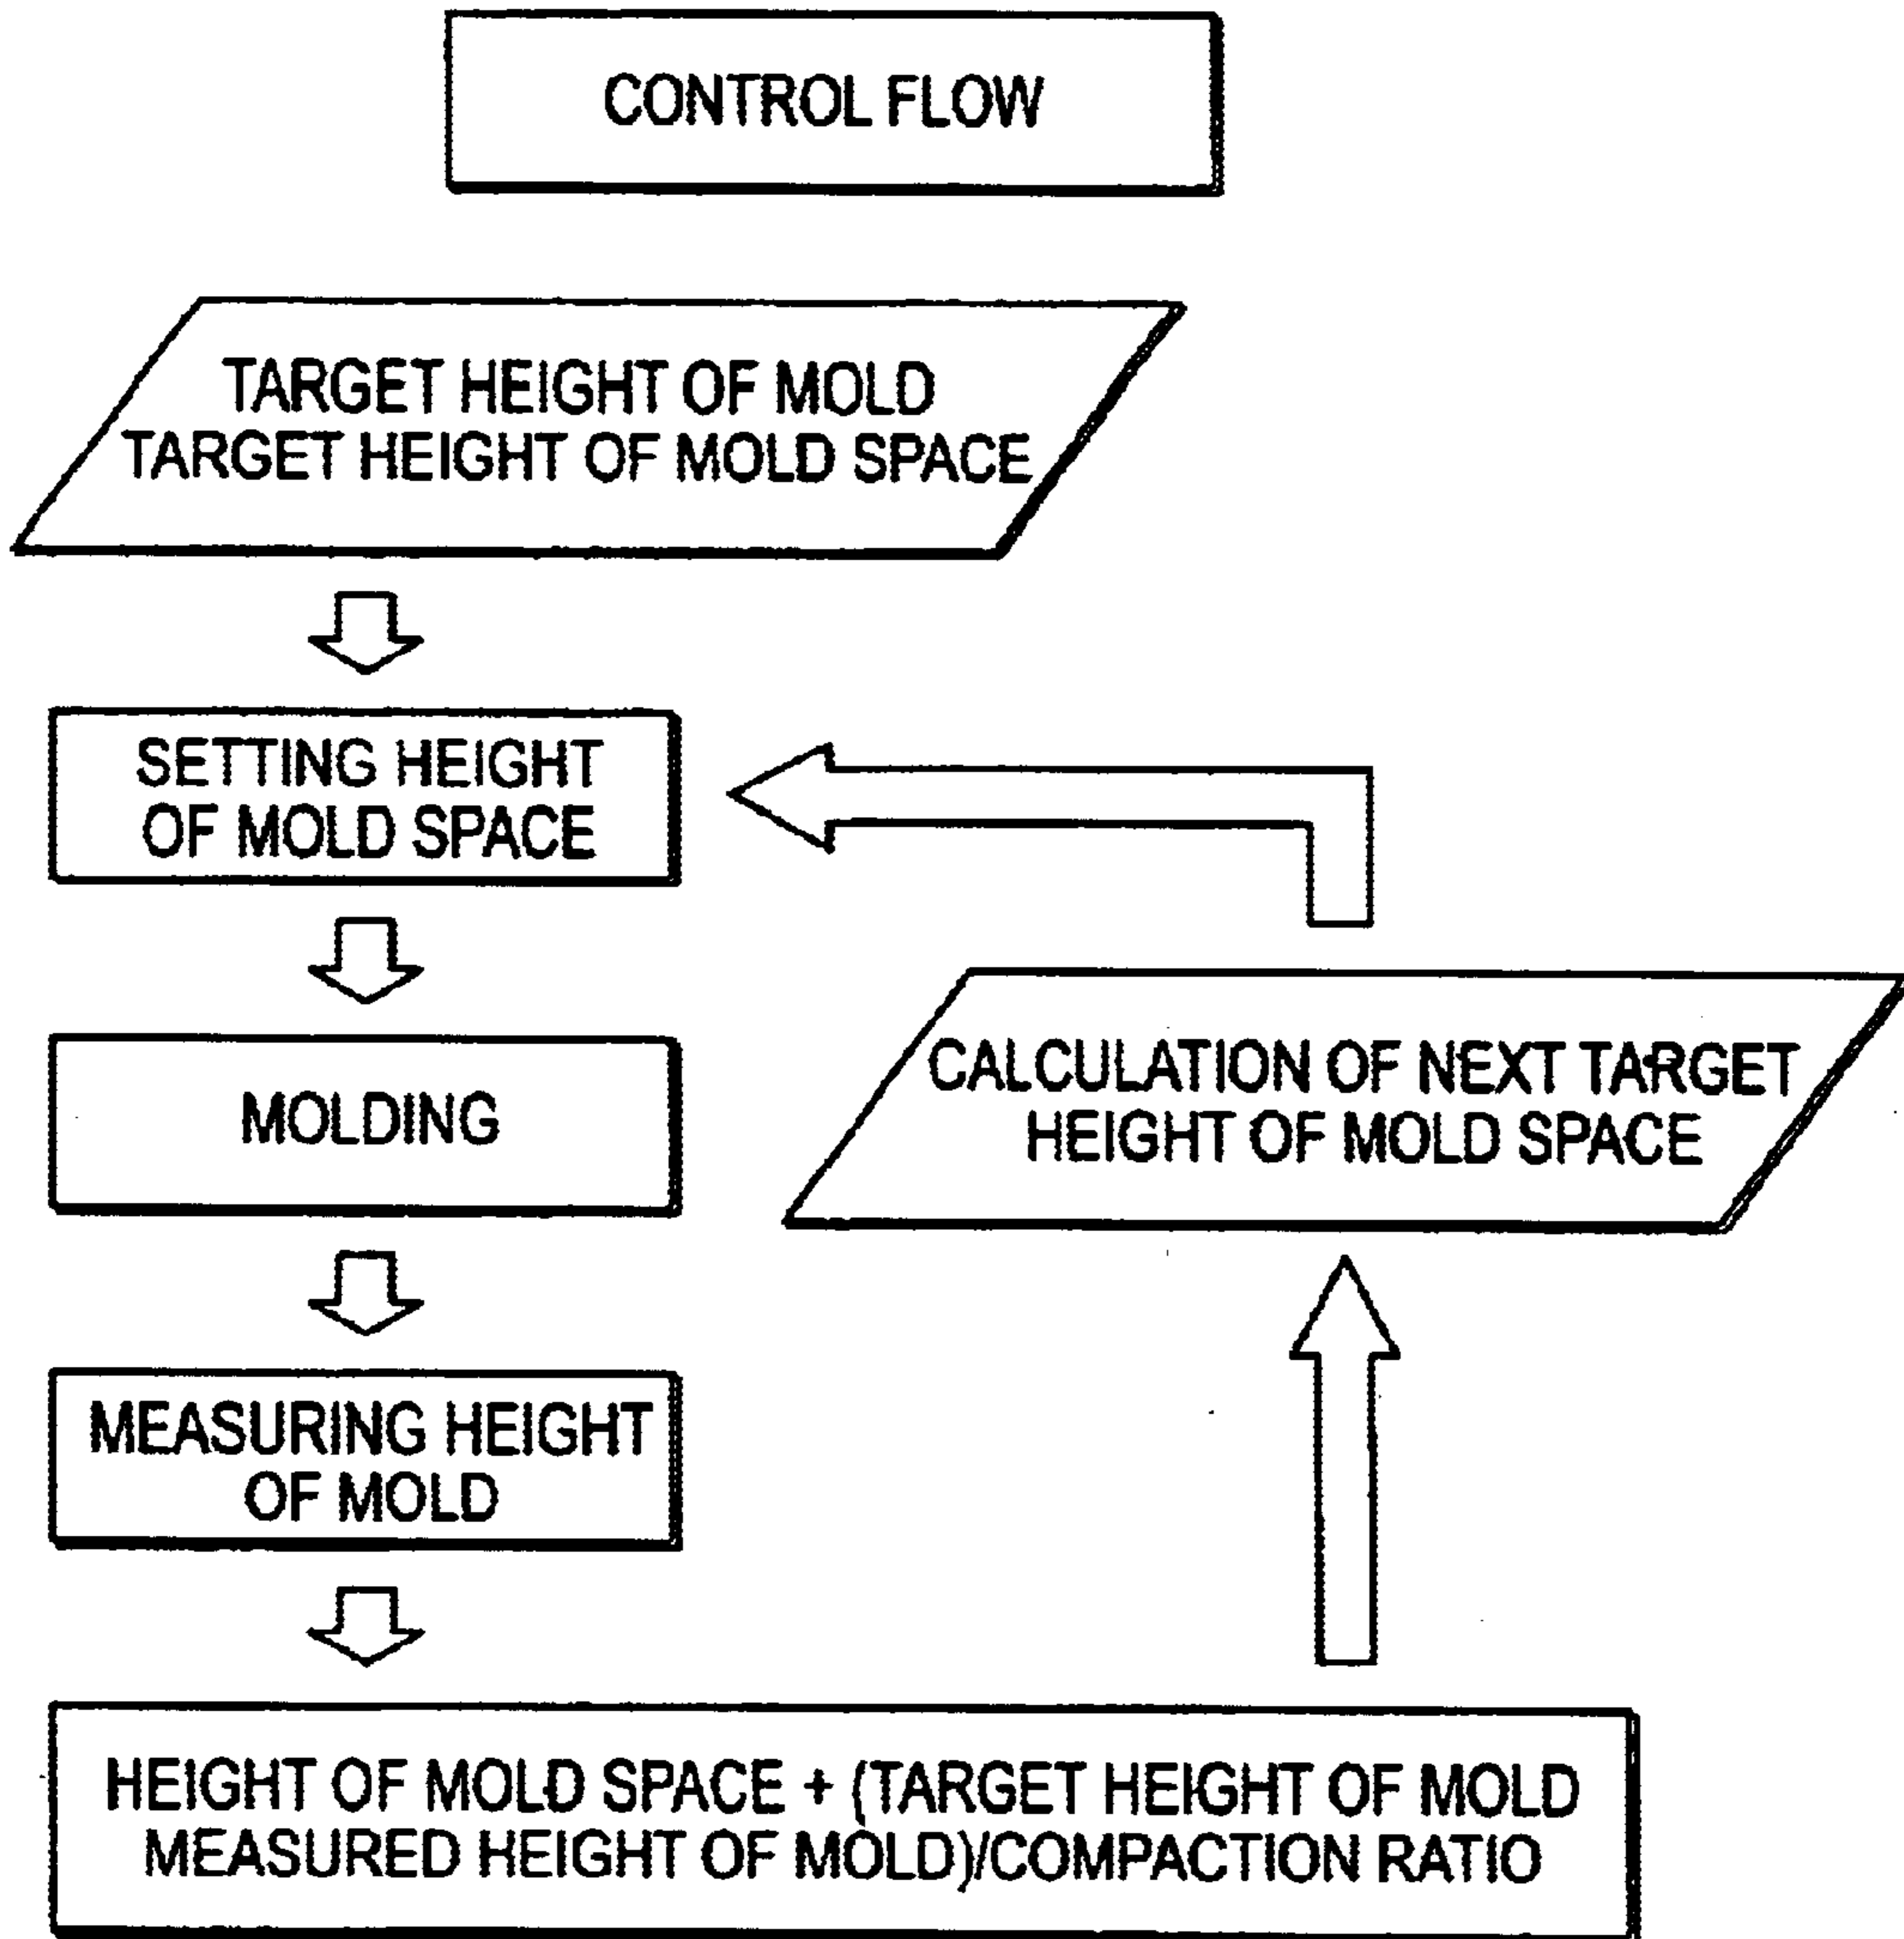 CONTROL FLOW
TARGET HEIGHT OF MOLD
TARGET HEIGHT OF MOLD SPACE
SETTING HEIGHT
OF MOLD SPACE
MOLDING
CALCULATION OF NEXT TARGET
HEIGHT OF MOLD SPACE
MEASURING HEIGHT
OF MOLD
HEIGHT OF MOLD SPACE + (TARGET HEIGHT OF MOLD
MEASURED HEIGHT OF MOLD)/COMPACTION RATIO